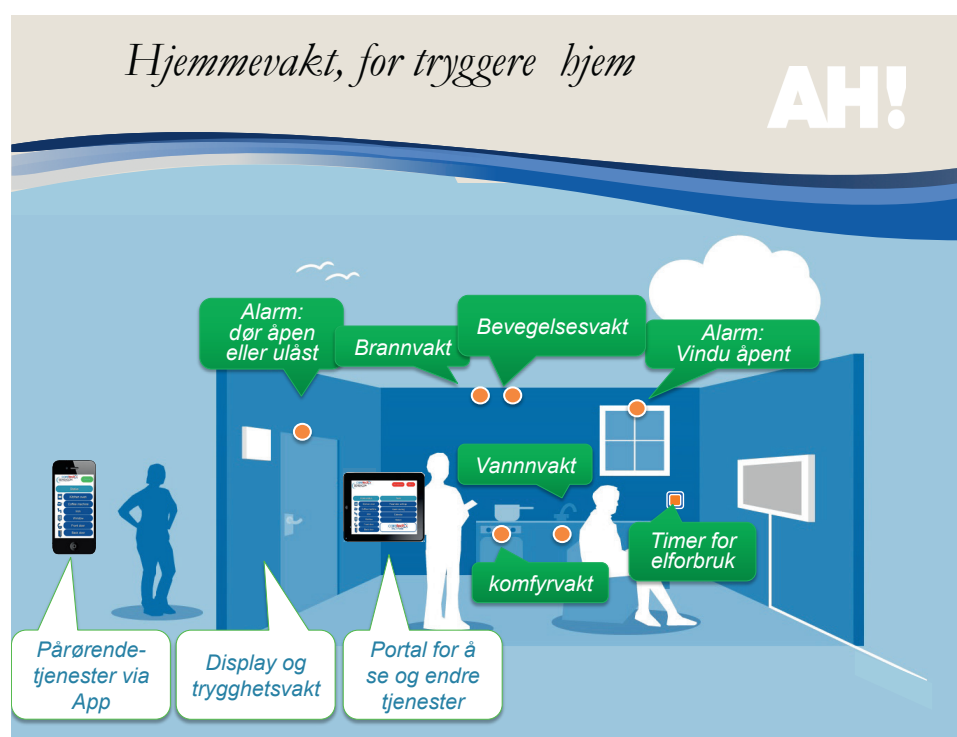 Hjemmevakt, for tryggere hjem
AH!
Alarm:
dør åpen
eller ulåst
Brannvakt
Bevegelsesvakt
Alarm:
Vindu åpent
Vannnvakt
komfyrvakt
Timer for
elforbruk
Pårørende-
tjenester via
App
Display og
trygghetsvakt
Portal for å
se og endre
tjenester